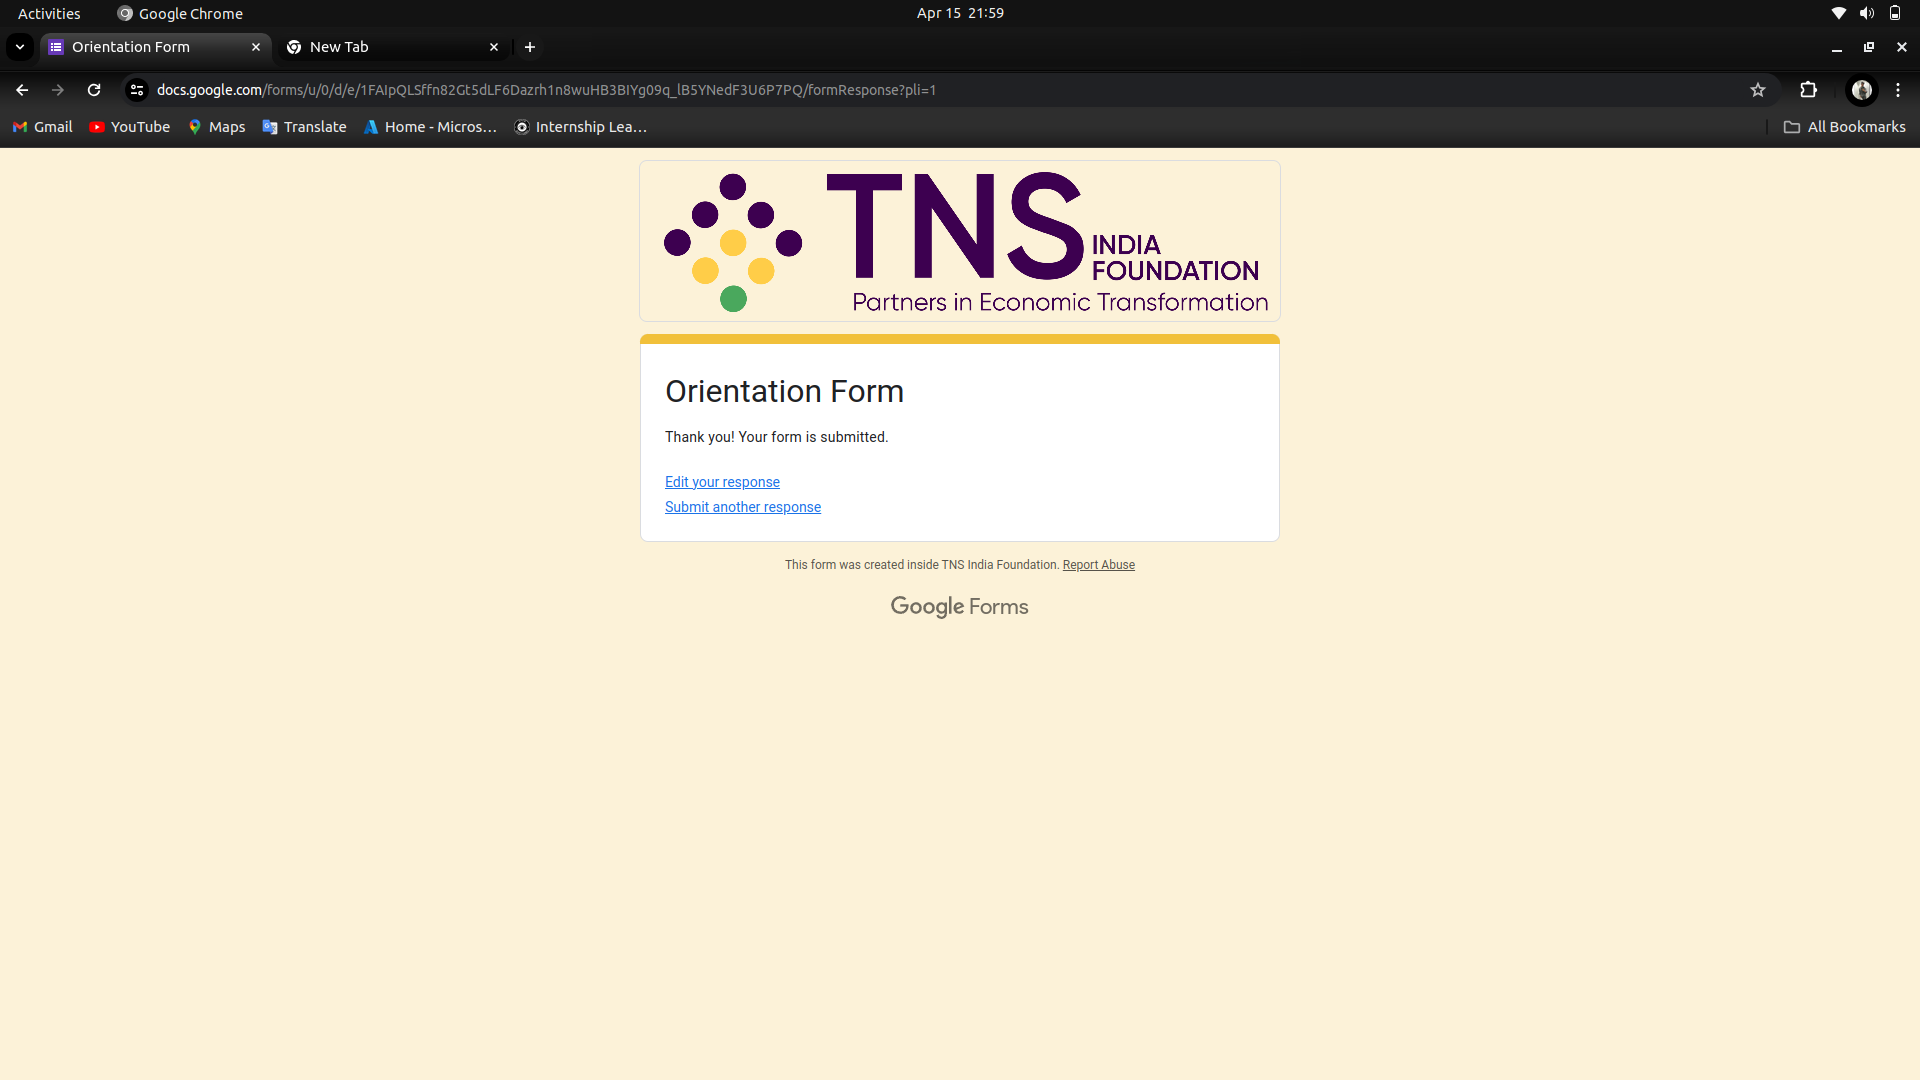 Activities
Google Chrome
Apr 15 21:59
Orientation Form
New Tab
docs.google.com/forms/u/0/d/e/1FAIpQLSffn82Gt5dLF6Dazrh1n8wuHB3BIYg09q_lB5YNedF3U6P7PQ/formResponse?pli=1
Gmail
YouTube
Maps
Translate
Home - Micros...
Internship Lea...
All Bookmarks
TNS INDIA
FOUNDATION
Partners in Economic Transformation
Orientation Form
Thank you! Your form is submitted.
Edit your response
Submit another response
This form was created inside TNS India Foundation. Report Abuse
Google Forms